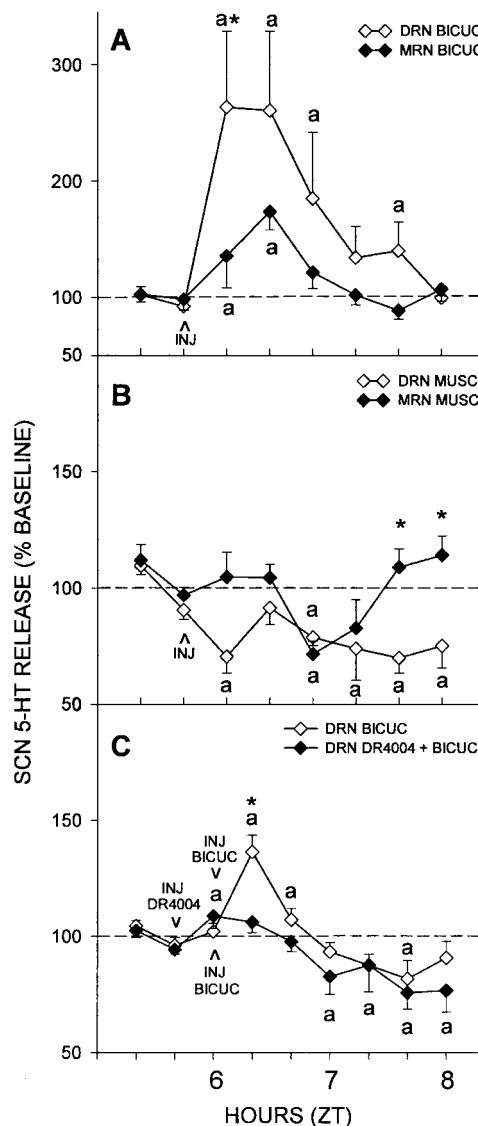 A
DRN BICUC
MRN BICUC
a* a
300
a
200
a
a
a
100
^
INJ
50
B
DRN MUSC
MRN MUSC
150
* *
100
a
^
INJ
a a a a a
50
C
DRN BICUC
DRN DR4004 + BICUC
150
*
a
INJ
BICUC
v
INJ
DR4004
v
a
a
100
a
^
INJ
BICUC
a a a a
50
6 7 8
HOURS (ZT)
SCN 5-HT RELEASE (% BASELINE)